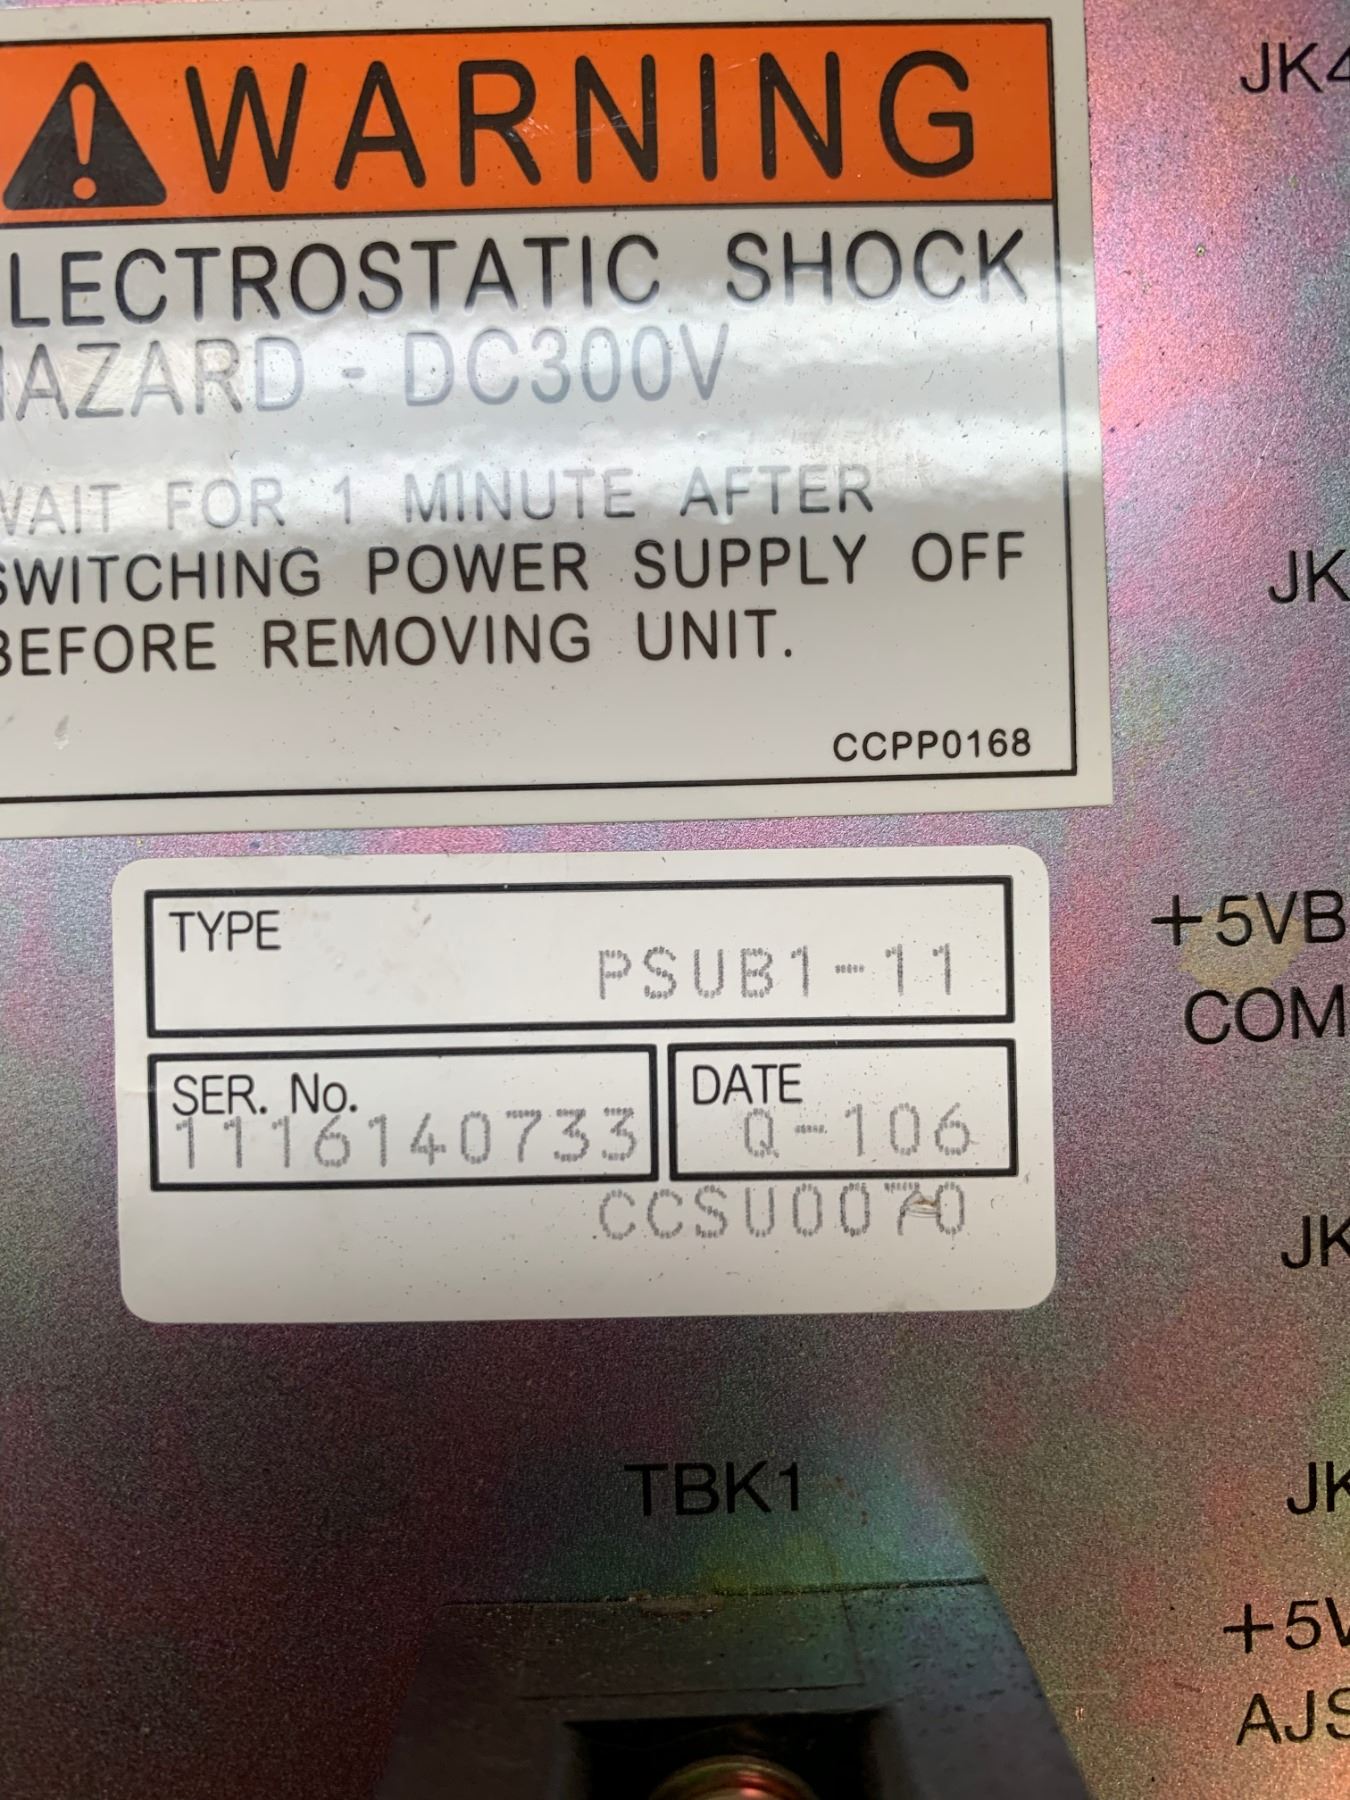 WARNING
JK4
LECTROSTATIC SHOCK
HAZARD - DC300V
WAIT FOR 1 MINUTE AFTER
SWITCHING POWER SUPPLY OFF
JK
BEFORE REMOVING UNIT.
CCPP0168
TYPE
PSUB1-11
+5VB
COM
SER. No.
1116140733
DATE
Q-106
CCSU0070
JK
TBK1
JK
+5V
AJS